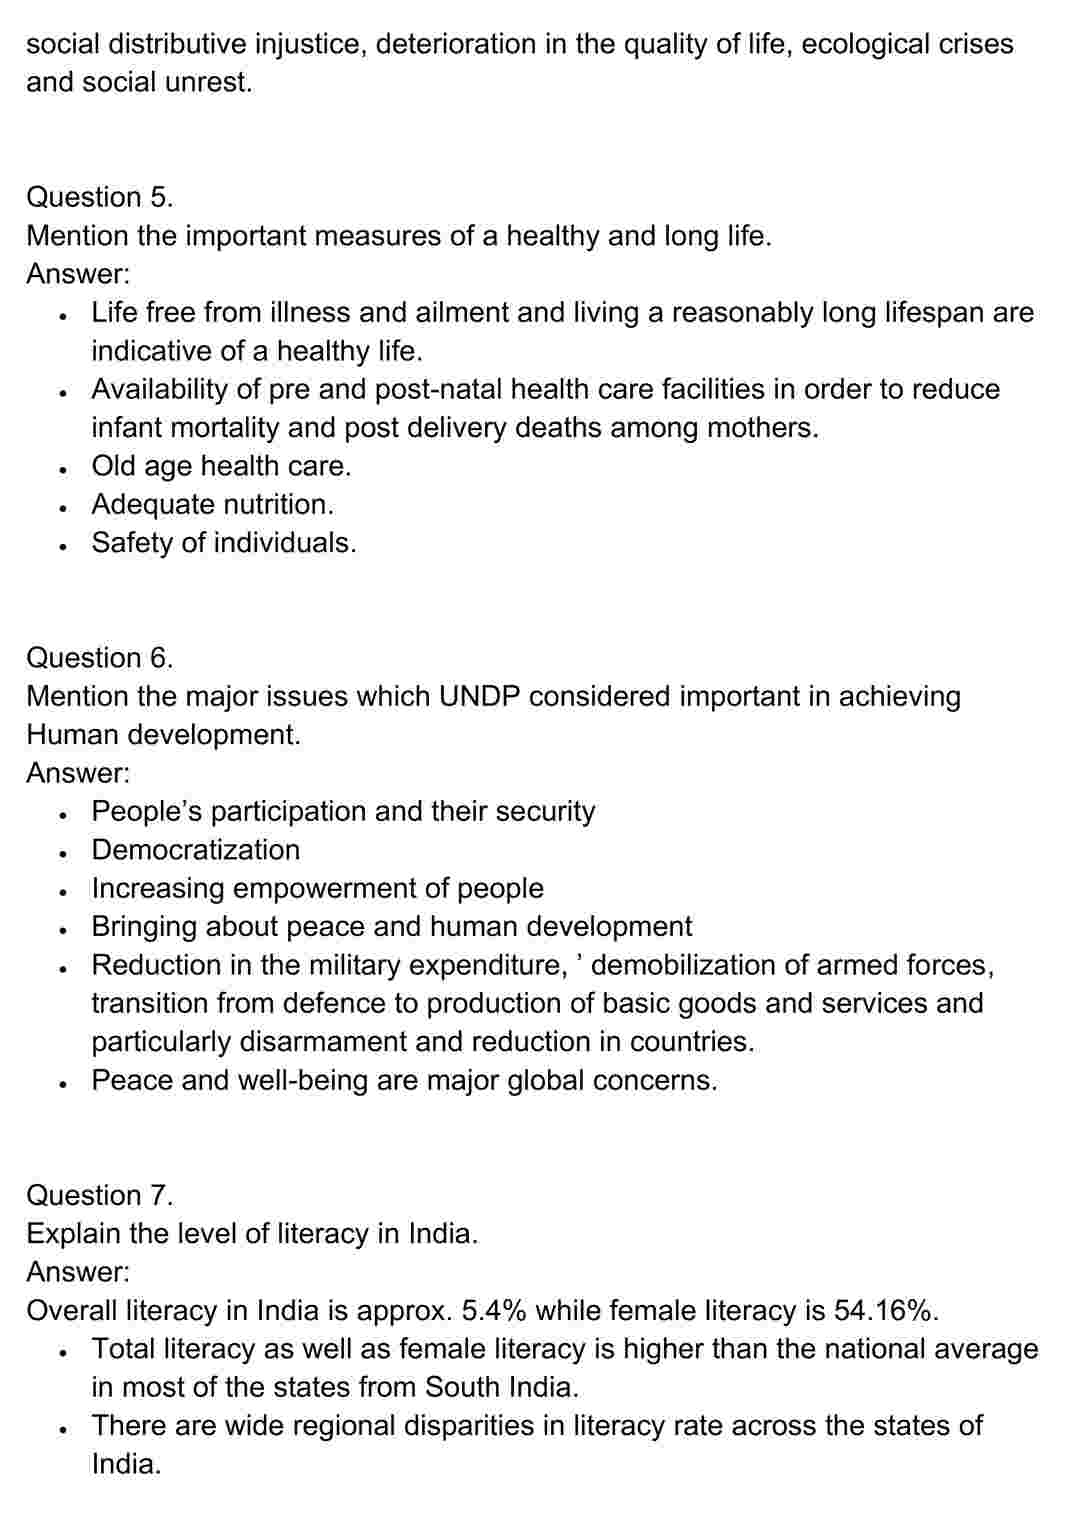 social distributive injustice, deterioration in the quality of life, ecological crises
and social unrest.
Question 5.
Mention the important measures of a healthy and long life.
Answer:
• Life free from illness and ailment and living a reasonably long lifespan are
indicative of a healthy life.
• Availability of pre and post-natal health care facilities in order to reduce
infant mortality and post delivery deaths among mothers.
• Old age health care.
• Adequate nutrition.
• Safety of individuals.
Question 6.
Mention the major issues which UNDP considered important in achieving
Human development.
Answer:
• People’s participation and their security
• Democratization
• Increasing empowerment of people
• Bringing about peace and human development
• Reduction in the military expenditure, ’ demobilization of armed forces,
transition from defence to production of basic goods and services and
particularly disarmament and reduction in countries.
• Peace and well-being are major global concerns.
Question 7.
Explain the level of literacy in India.
Answer:
Overall literacy in India is approx. 5.4% while female literacy is 54.16%.
• Total literacy as well as female literacy is higher than the national average
in most of the states from South India.
• There are wide regional disparities in literacy rate across the states of
India.